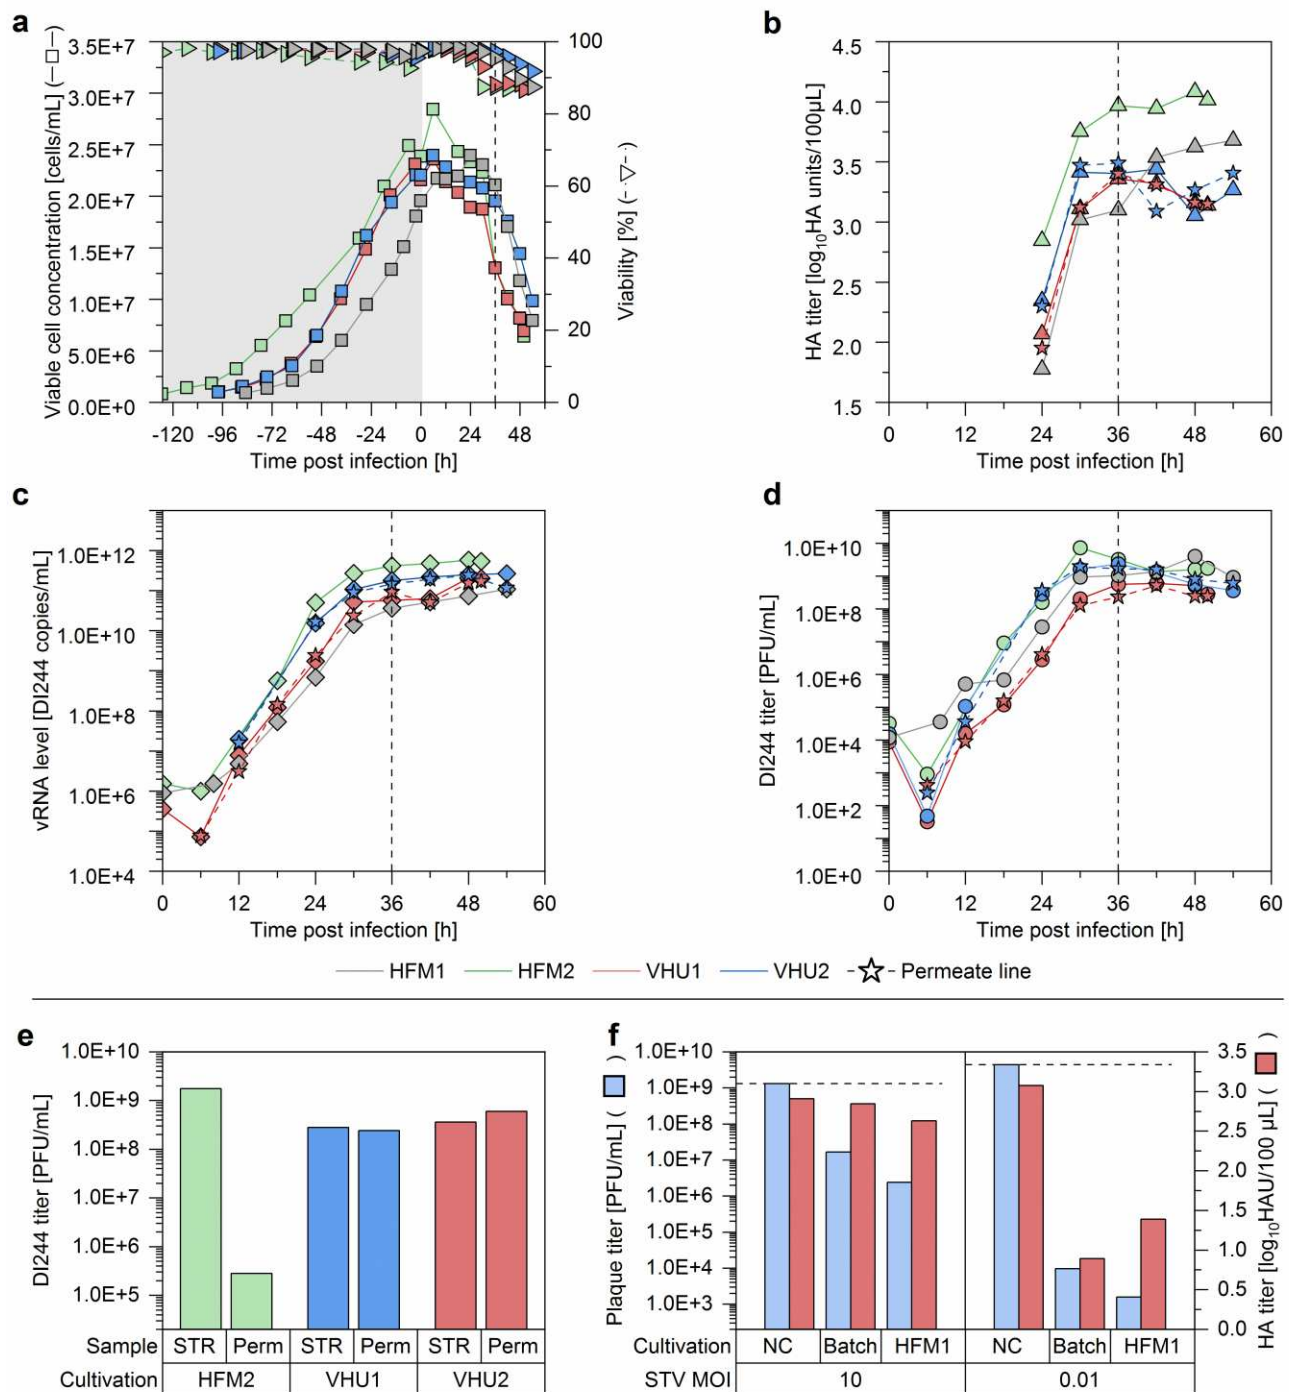 a
Viable cell concentration [cells/mL] (−□−)
3.5E+7
3.0E+7
2.5E+7
2.0E+7
1.5E+7
1.0E+7
5.0E+6
0.0E+0
100
80
60
40
20
0
Viability [%] (-▽-)
-120 -96 -72 -48 -24 0 24 48
Time post infection [h]
b
HA titer [log10HA units/100µL]
4.5
4.0
3.5
3.0
2.5
2.0
1.5
0 12 24 36 48 60
Time post infection [h]
c
vRNA level [DI244 copies/mL]
1.0E+12
1.0E+10
1.0E+8
1.0E+6
1.0E+4
0 12 24 36 48 60
Time post infection [h]
d
DI244 titer [PFU/mL]
1.0E+10
1.0E+8
1.0E+6
1.0E+4
1.0E+2
1.0E+0
0 12 24 36 48 60
Time post infection [h]
HFM1 HFM2 VHU1 VHU2 Permeate line
e
DI244 titer [PFU/mL]
1.0E+10
1.0E+9
1.0E+8
1.0E+7
1.0E+6
1.0E+5
Sample STR Perm STR Perm STR Perm
Cultivation HFM2 VHU1 VHU2
f
Plaque titer [PFU/mL] ( )
1.0E+10
1.0E+9
1.0E+8
1.0E+7
1.0E+6
1.0E+5
1.0E+4
1.0E+3
3.5
3.0
2.5
2.0
1.5
1.0
0.5
0.0
HA titer [log10HAU/100 µL] ( )
Cultivation NC Batch HFM1 NC Batch HFM1
STV MOI 10 0.01